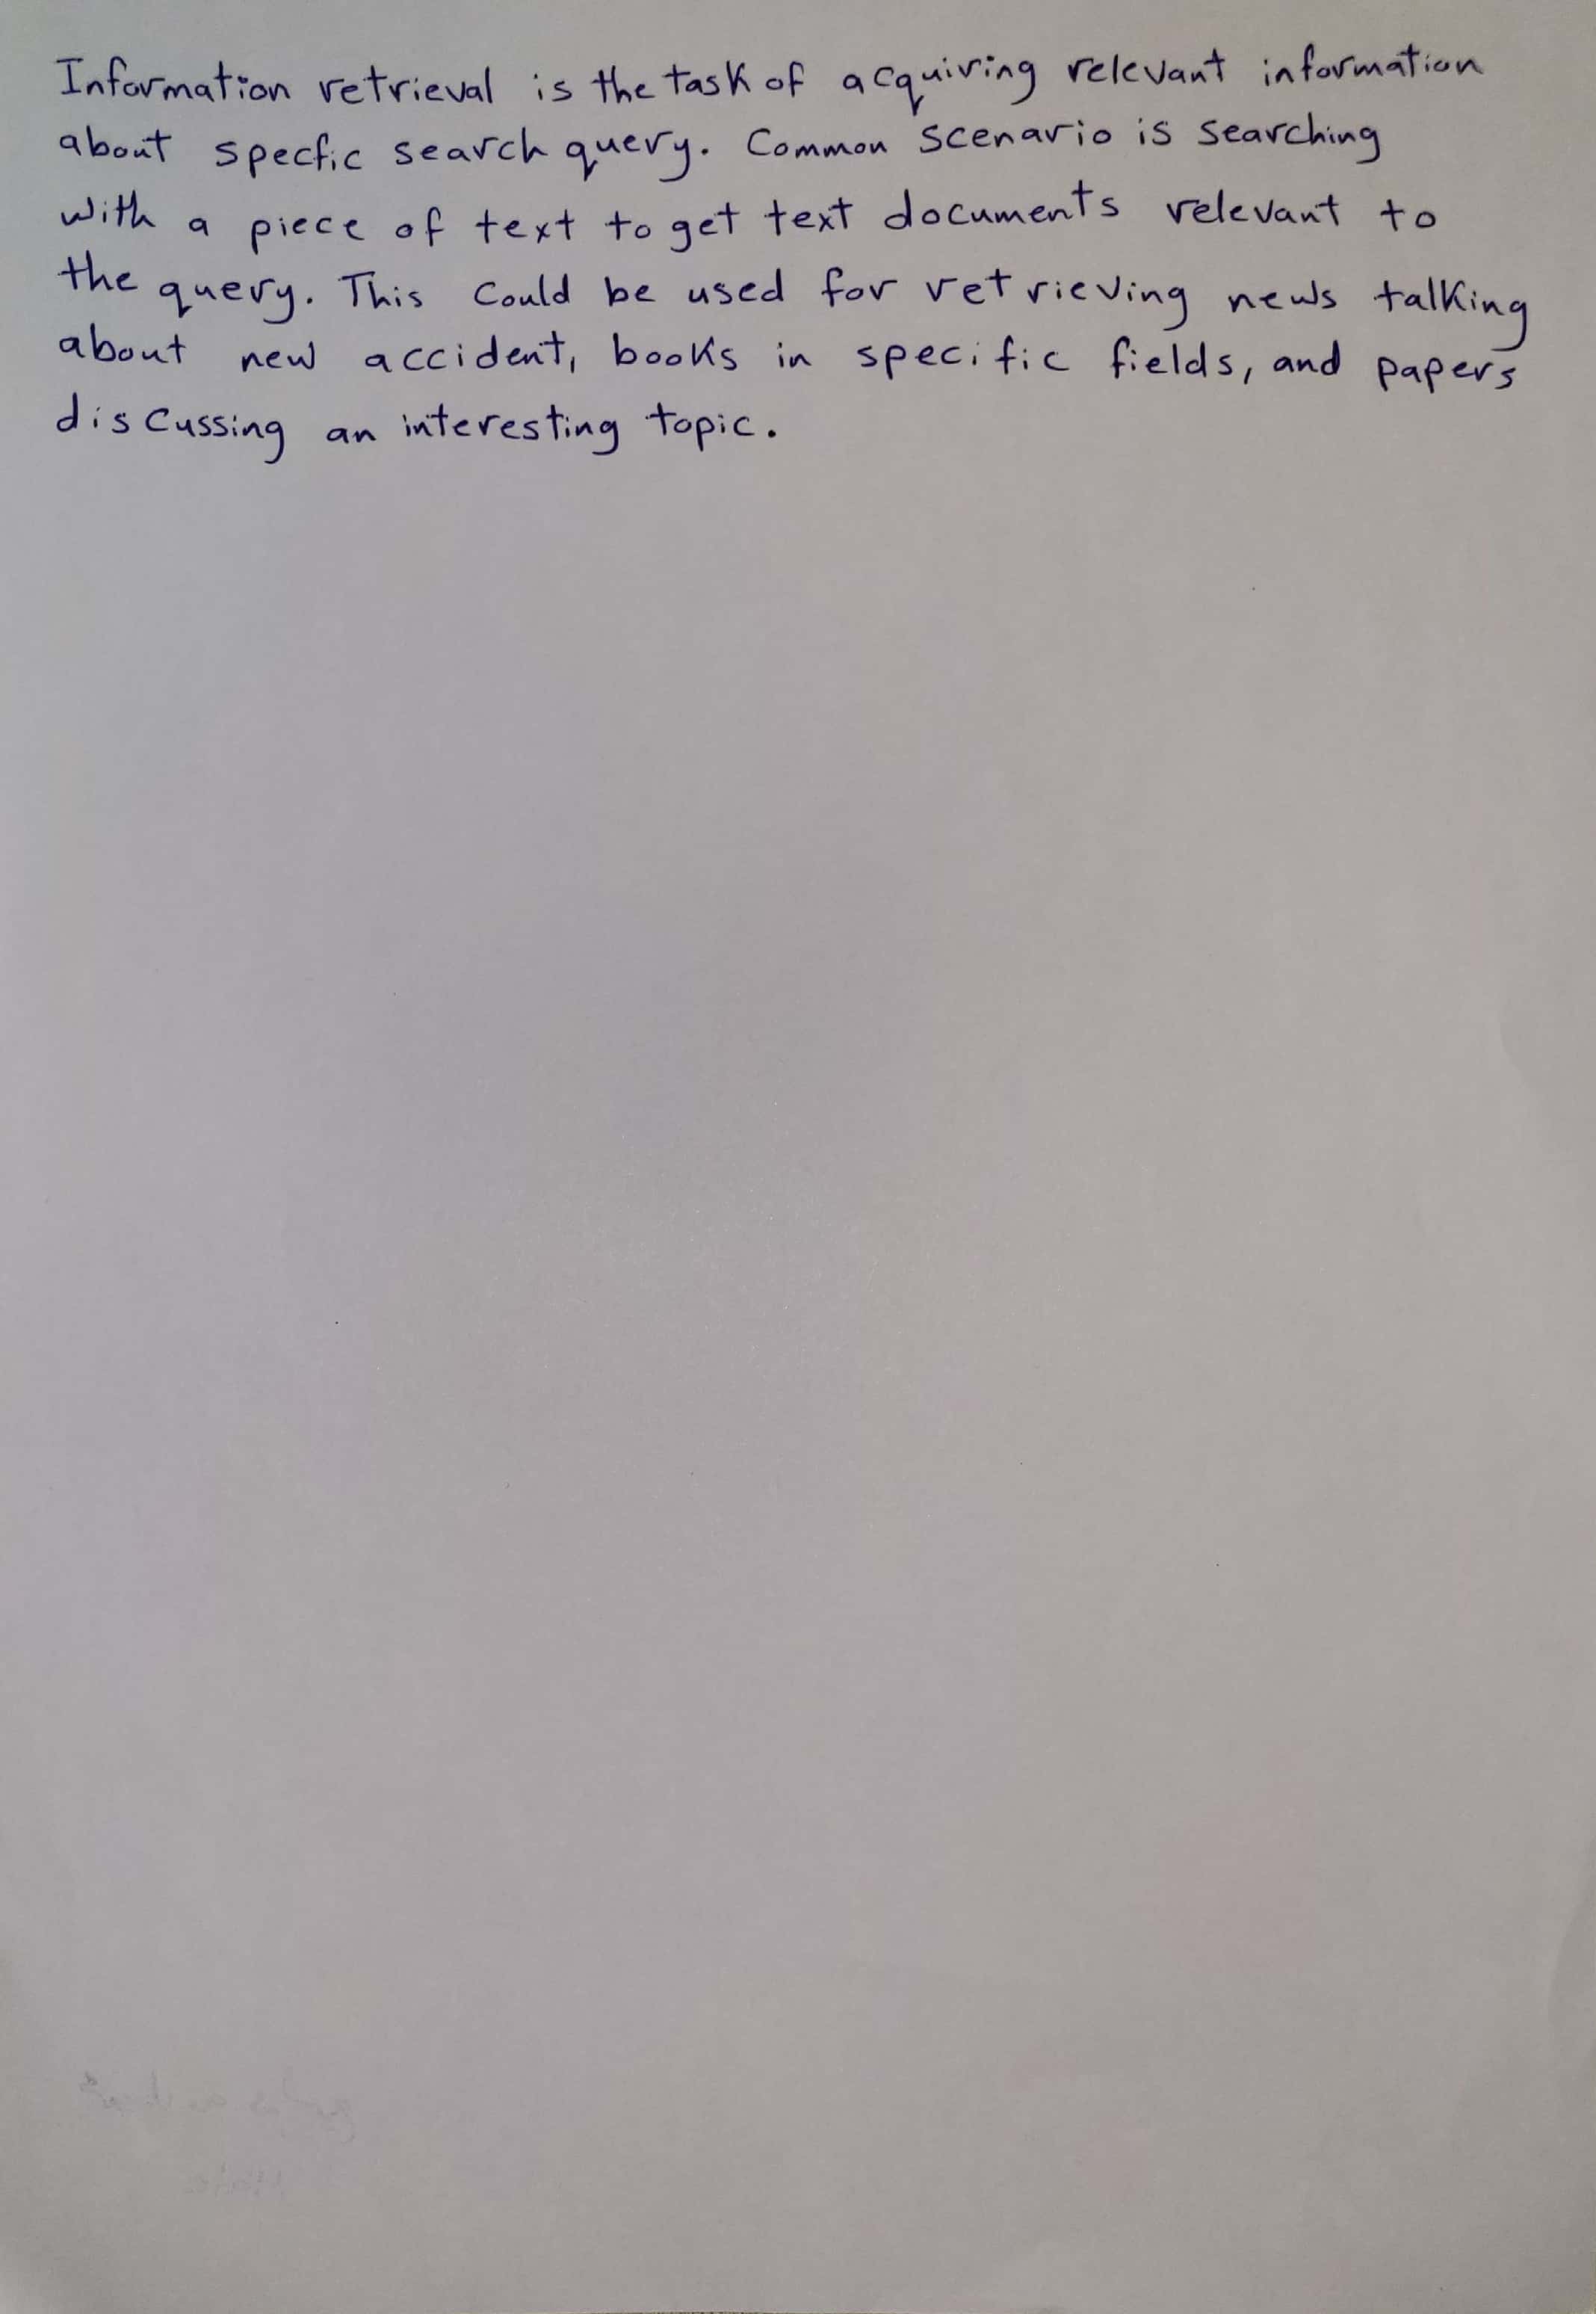 Information retrieval is the task of acquiring relevant information
about specfic search query. Common scenario is searching
with a piece of text to get text documents relevant to
the query. This could be used for retrieving news talking
about new accident, books in specific fields, and papers
discussing an interesting topic.